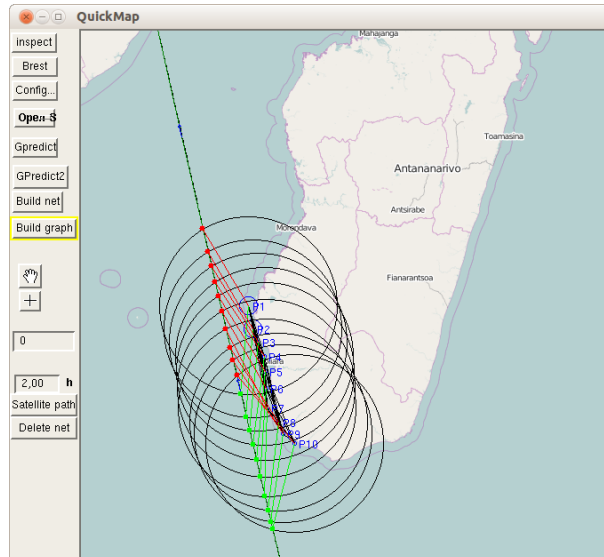 QuickMap
inspect
Brest
Config...
Open-S
Gpredict
GPredict2
Build net
Build graph
0
2,00 h
Satellite path
Delete net
Mahajanga
Toamasina
Antananarivo
Antsirabe
Morondava
Fianarantsoa
P1
P2
P3
P4
P5
P6
P7
P8
P9
P10